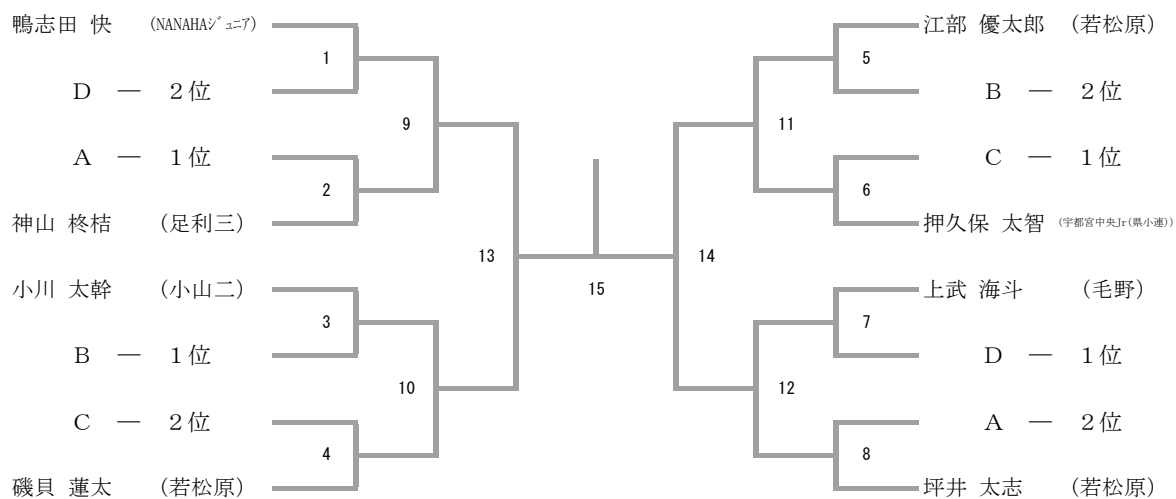 鴨志田 快 (NANAHAジュニア)
1
D ― 2位
9
A ― 1位
2
神山 柊桔 (足利三)
13
小川 太幹 (小山二)
3
B ― 1位
10
C ― 2位
4
磯貝 蓮太 (若松原)
15
江部 優太郎 (若松原)
5
B ― 2位
11
C ― 1位
6
押久保 太智 (宇都宮中央Jr(県小連))
14
上武 海斗 (毛野)
7
D ― 1位
12
A ― 2位
8
坪井 太志 (若松原)